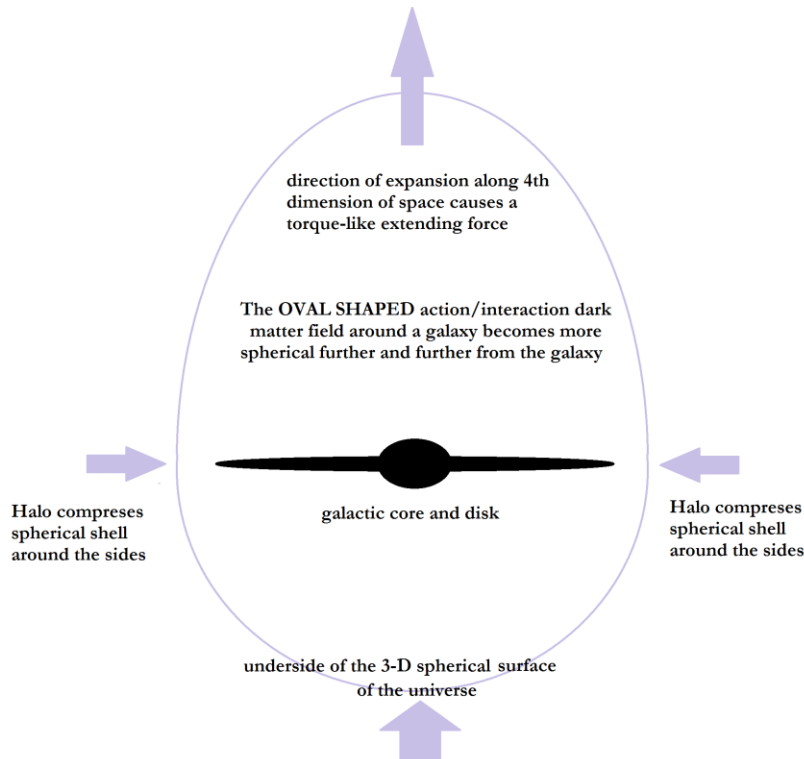 direction of expansion along 4th
dimension of space causes a
torque-like extending force
The OVAL SHAPED action/interaction dark
matter field around a galaxy becomes more
spherical further and further from the galaxy
Halo compreses
spherical shell
around the sides
galactic core and disk
Halo compreses
spherical shell
around the sides
underside of the 3-D spherical surface
of the universe